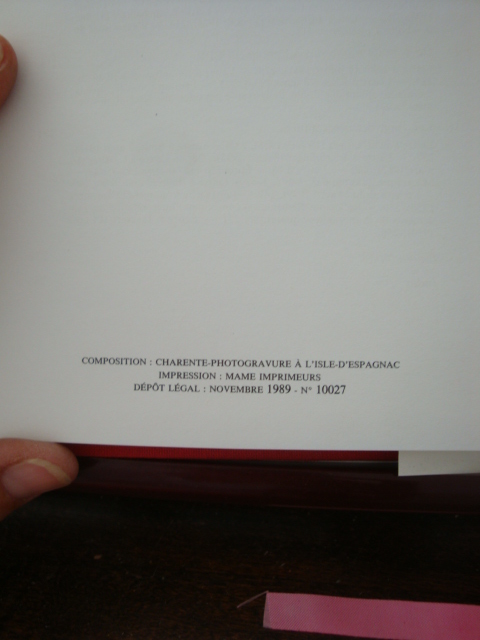 COMPOSITION : CHARENTE-PHOTOGRAVURE À L'ISLE-D'ESPAGNAC
IMPRESSION : MAME IMPRIMEURS
DÉPÔT LÉGAL : NOVEMBRE 1989 - N° 10027